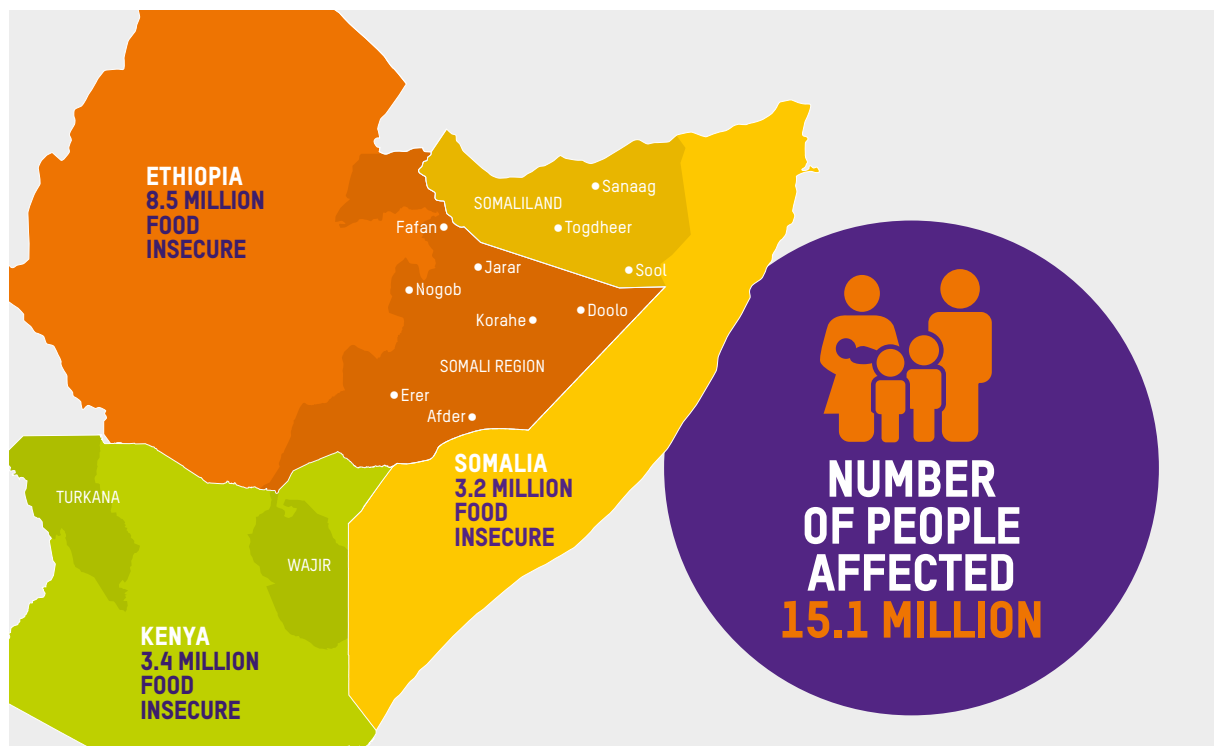 ETHIOPIA
8.5 MILLION
FOOD
INSECURE
SOMALILAND
Sanaag
Togdheer
Sool
Fafan
Jarar
Nogob
Doolo
Korahe
SOMALI REGION
Erer
Afder
SOMALIA
3.2 MILLION
FOOD
INSECURE
TURKANA
WAJIR
KENYA
3.4 MILLION
FOOD
INSECURE
NUMBER
OF PEOPLE
AFFECTED
15.1 MILLION